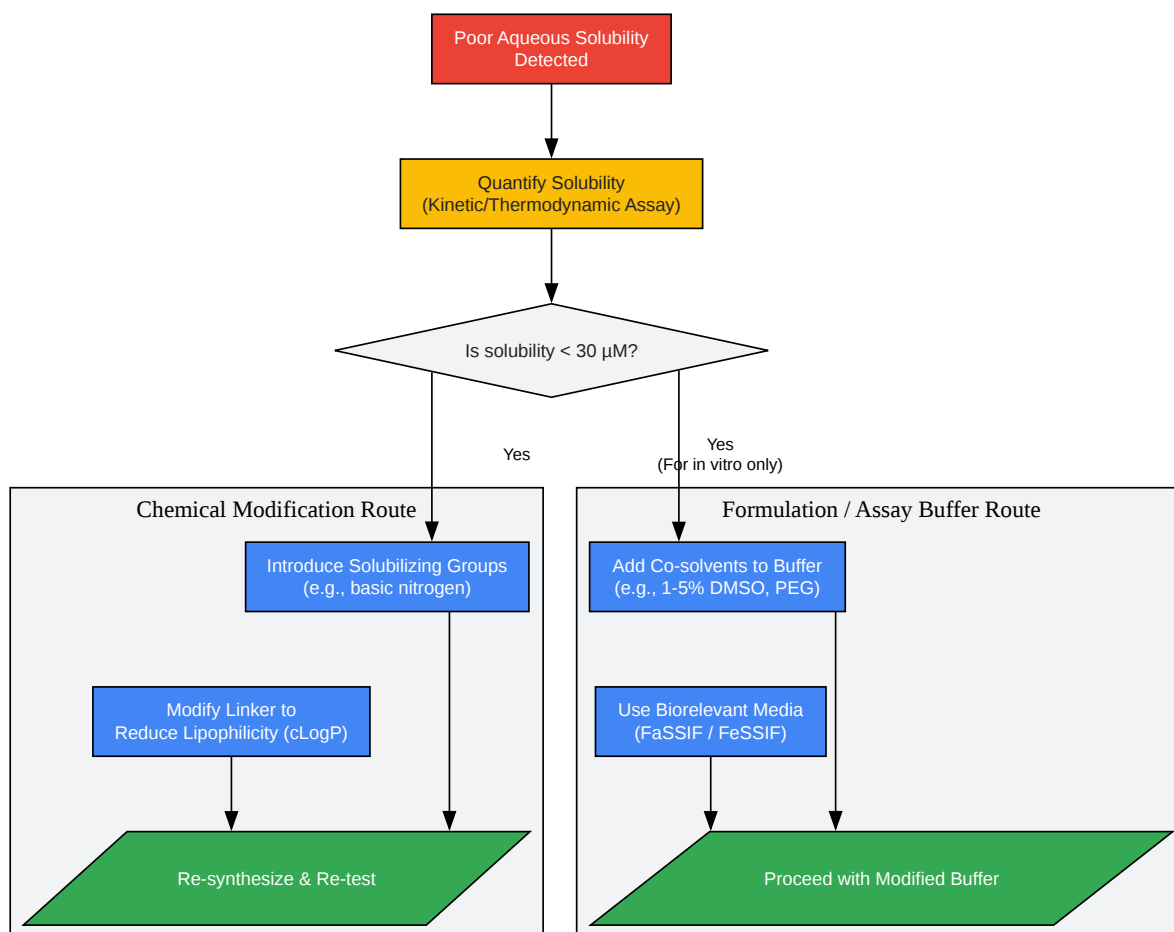 Poor Aqueous Solubility
Detected
Quantify Solubility
(Kinetic/Thermodynamic Assay)
Is solubility < 30 µM?
Yes
Yes
(For in vitro only)
Chemical Modification Route
Introduce Solubilizing Groups
(e.g., basic nitrogen)
Modify Linker to
Reduce Lipophilicity (cLogP)
Re-synthesize & Re-test
Formulation / Assay Buffer Route
Add Co-solvents to Buffer
(e.g., 1-5% DMSO, PEG)
Use Biorelevant Media
(FaSSIF / FeSSIF)
Proceed with Modified Buffer